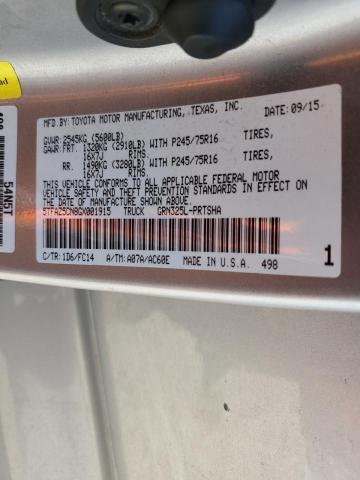 MFD.BY: TOYOTA MOTOR MANUFACTURING, TEXAS, INC. DATE: 09/15
GVWR: 2545KG (5600LB)
GAWR: FRT. 1320KG (2910LB) WITH P245/75R16 TIRES,
16X7J RIMS.
RR. 1490KG (3280LB) WITH P245/75R16 TIRES,
16X7J RIMS.
THIS VEHICLE CONFORMS TO ALL APPLICABLE FEDERAL MOTOR
VEHICLE SAFETY AND THEFT PREVENTION STANDARDS IN EFFECT ON
THE DATE OF MANUFACTURE SHOWN ABOVE.
5TFAZ5CN8GX001915 TRUCK GRN325L-PRTSHA
C/TR: 1D6/FC14 A/TM: A07A/AC60E MADE IN U.S.A. 498
1